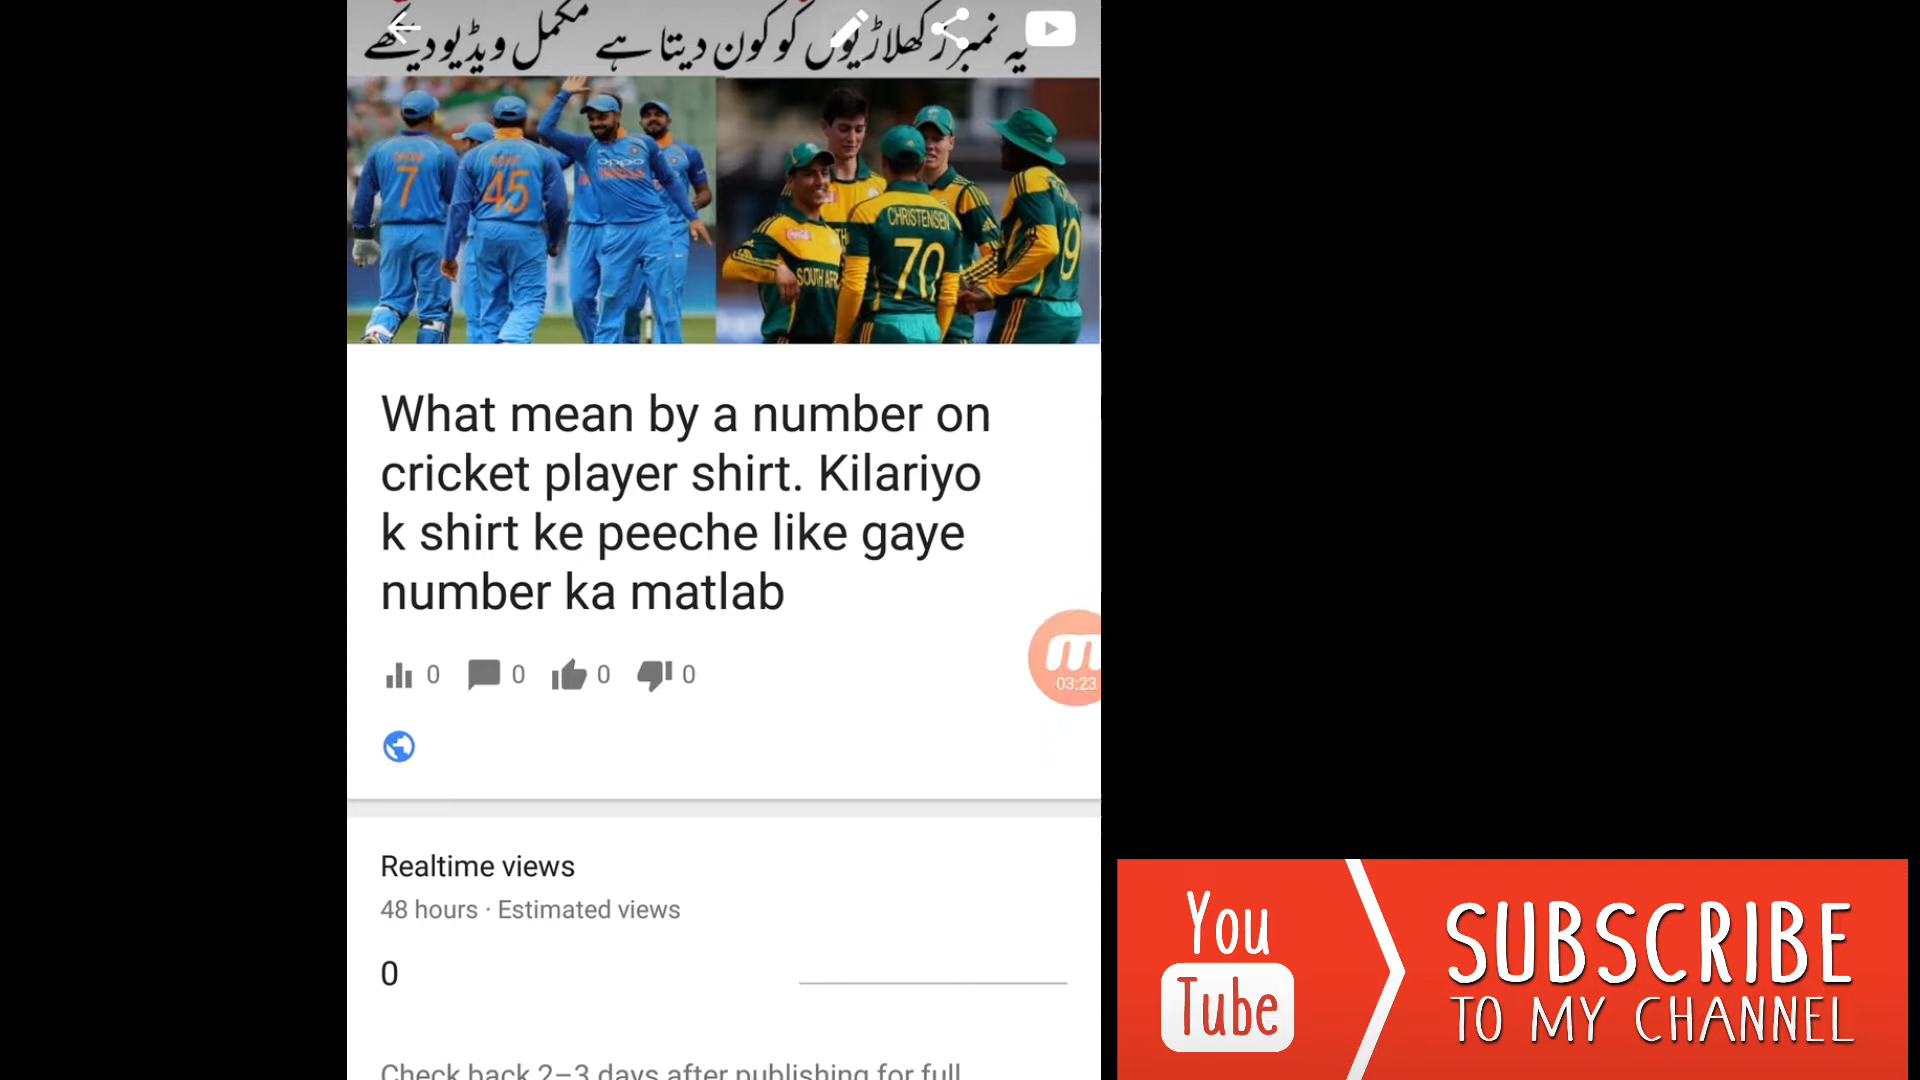 یہ نمبرز کھلاڑیوں کو کون دیتا ہے مکمل ویڈیو دیکھے
7
45
oppo
INDIA
CHRISTENSEN
70
SOUTH AFR
19
What mean by a number on
cricket player shirt. Kilariyo
k shirt ke peeche like gaye
number ka matlab
0 0 0 0
03:23
Realtime views
48 hours · Estimated views
0
Check back 2–3 days after publishing for full
You
Tube
SUBSCRIBE
TO MY CHANNEL